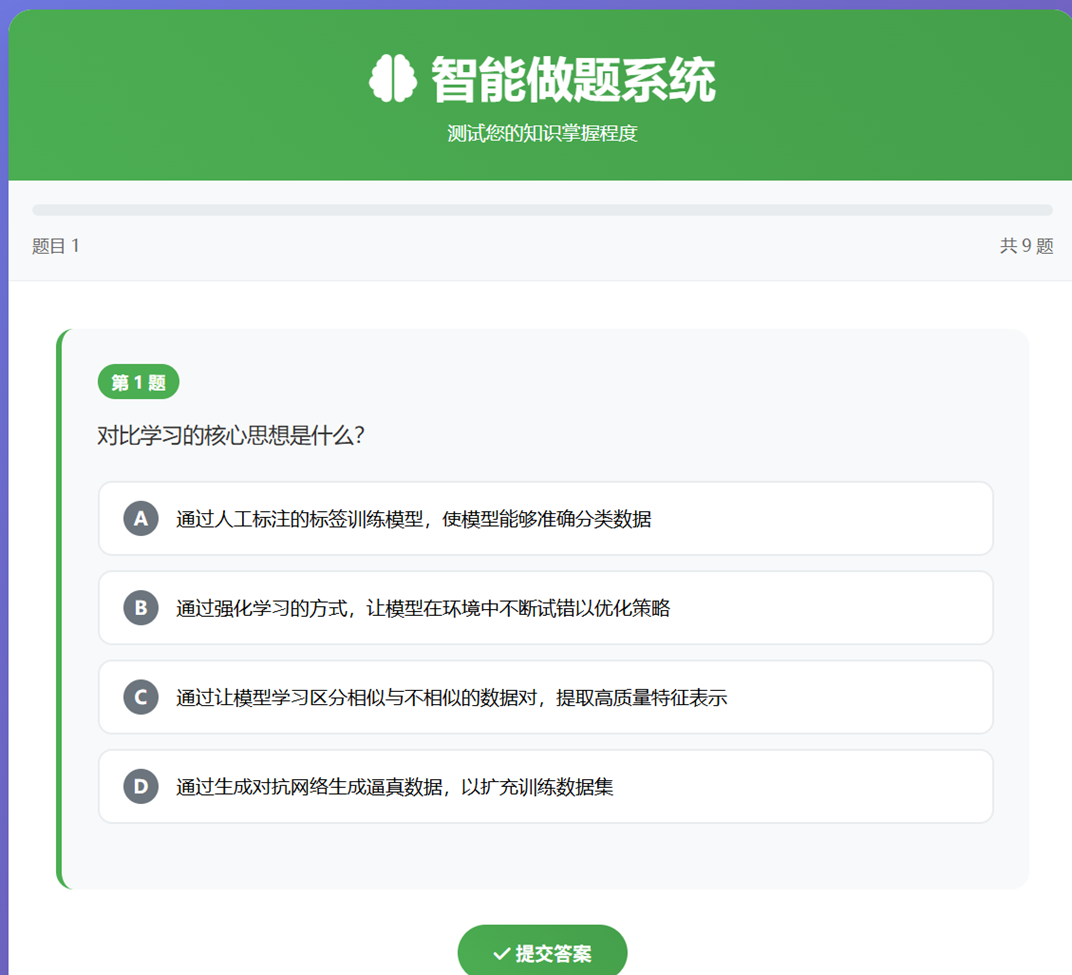 智能做题系统
测试您的知识掌握程度
题目 1
共 9 题
第 1 题
对比学习的核心思想是什么？
A 通过人工标注的标签训练模型，使模型能够准确分类数据
B 通过强化学习的方式，让模型在环境中不断试错以优化策略
C 通过让模型学习区分相似与不相似的数据对，提取高质量特征表示
D 通过生成对抗网络生成逼真数据，以扩充训练数据集
提交答案